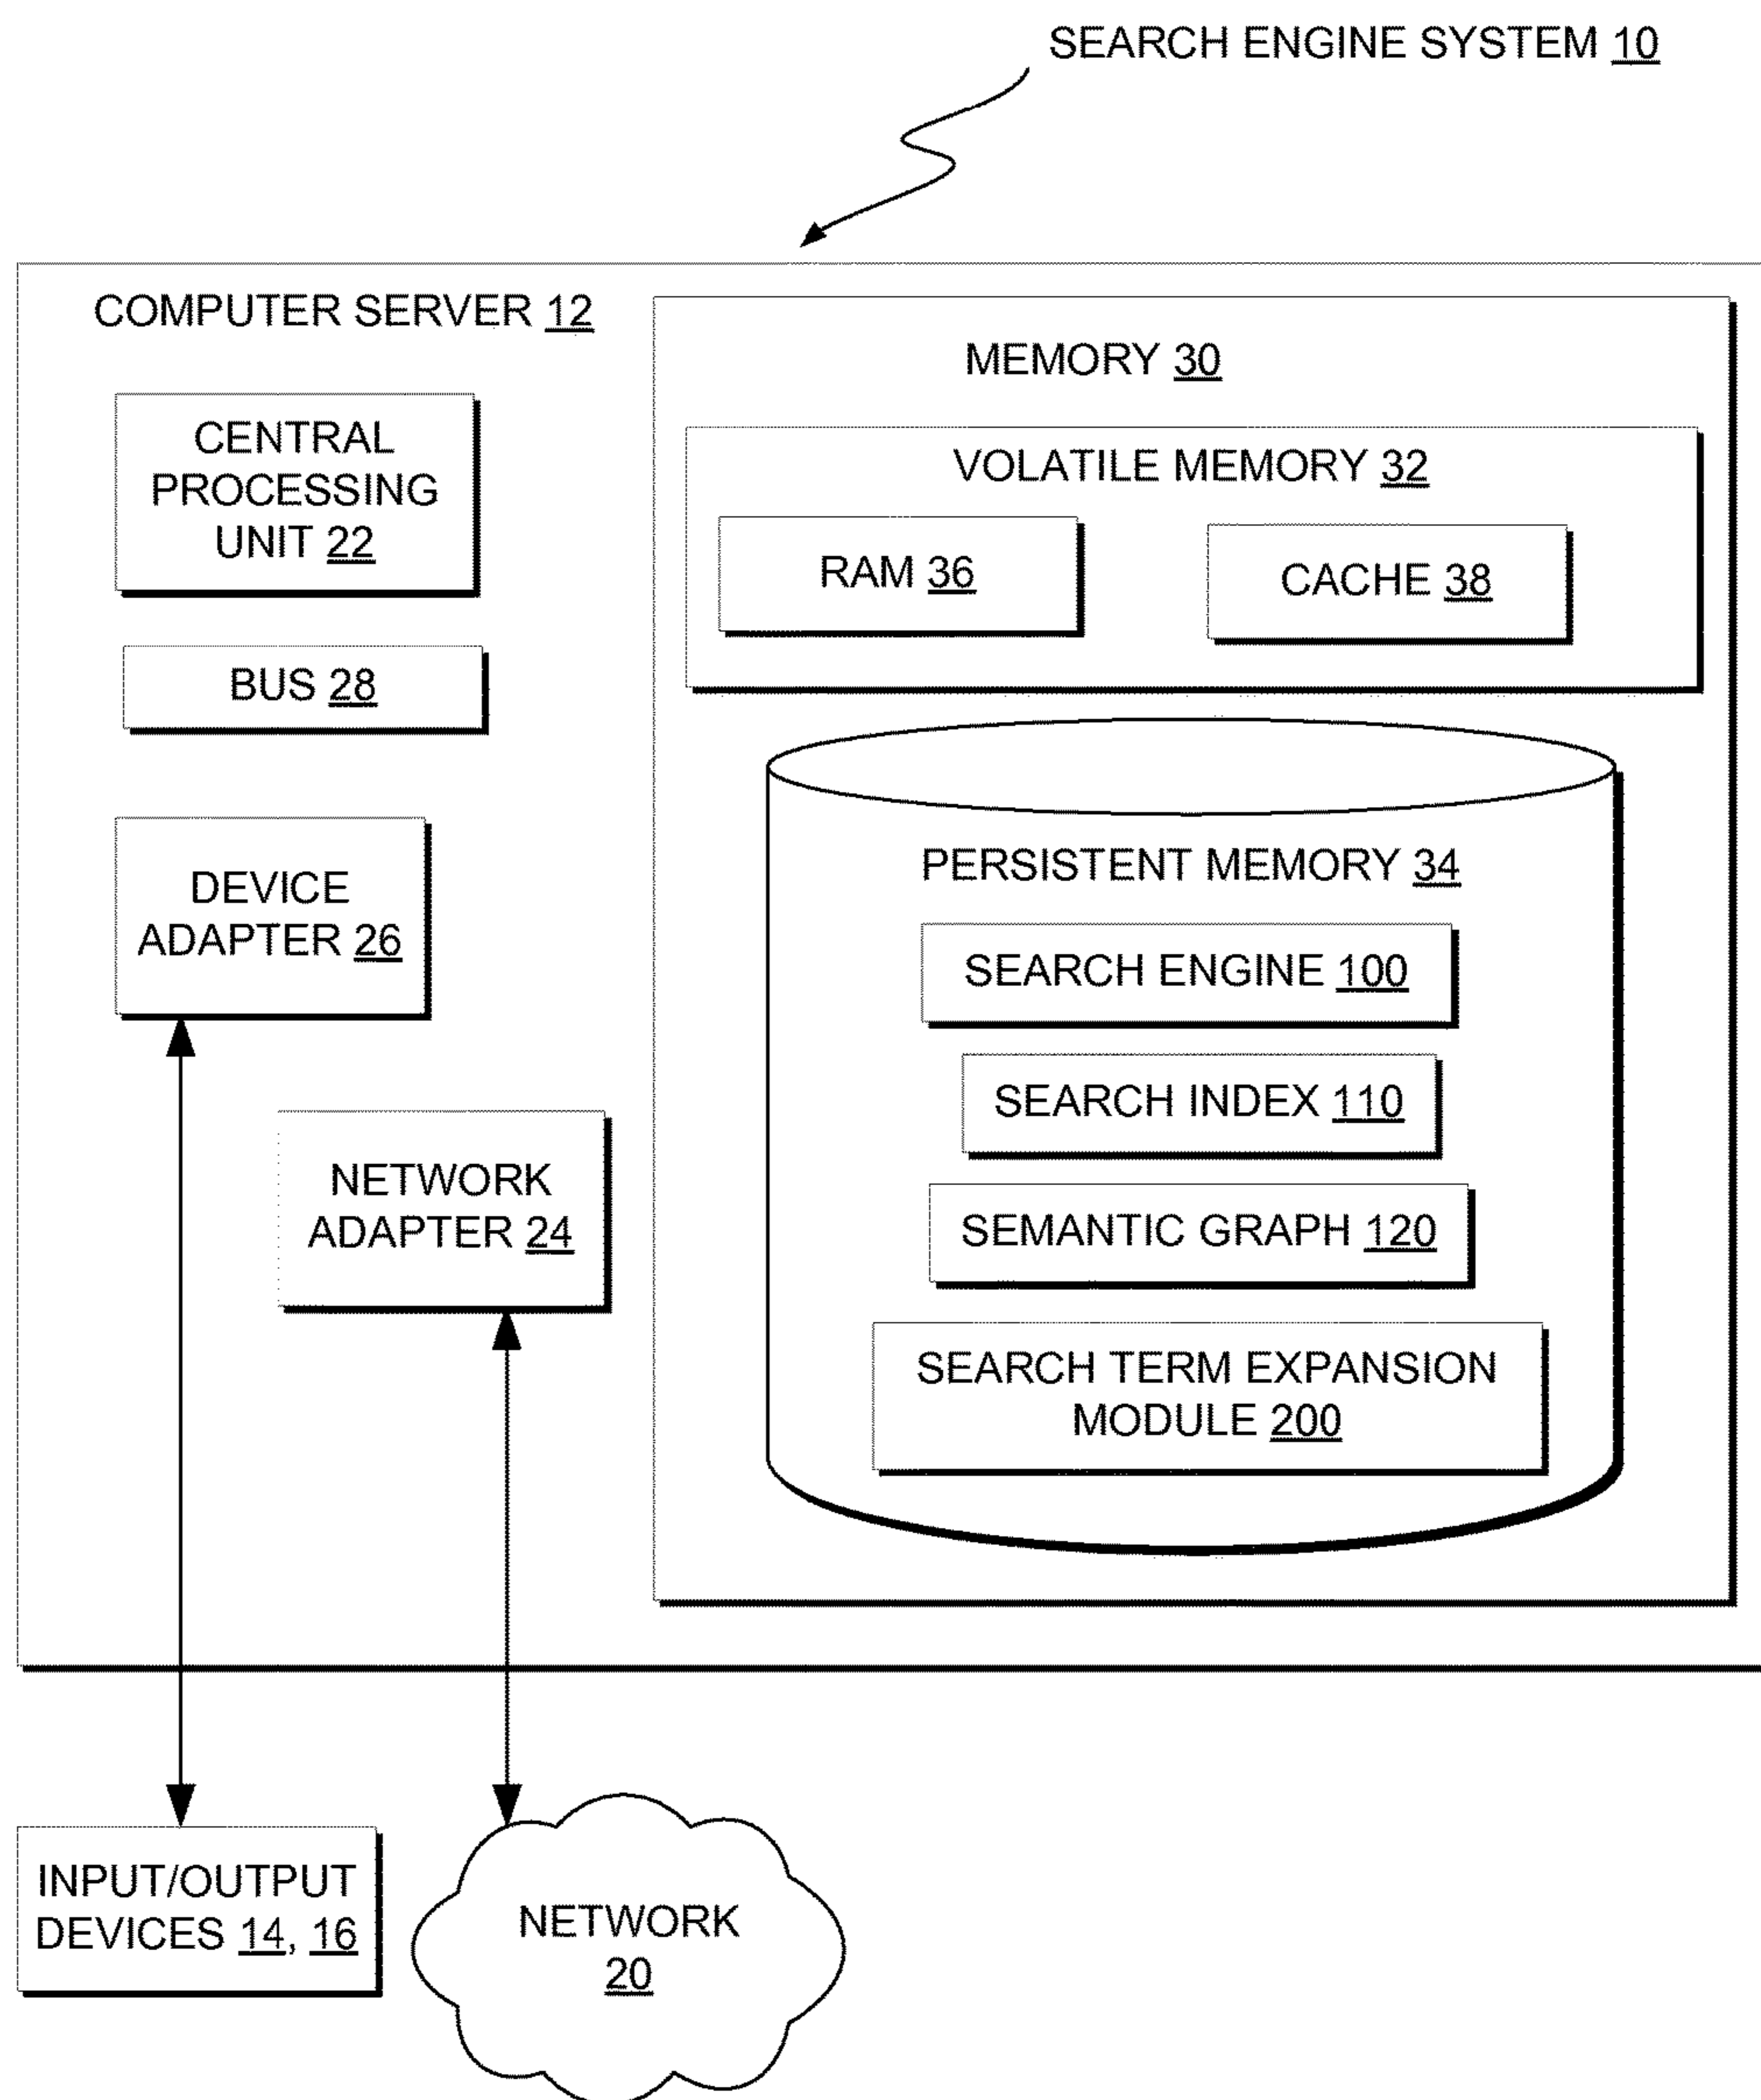 SEARCH ENGINE SYSTEM 10
COMPUTER SERVER 12
CENTRAL
PROCESSING
UNIT 22
BUS 28
DEVICE
ADAPTER 26
NETWORK
ADAPTER 24
MEMORY 30
VOLATILE MEMORY 32
RAM 36
CACHE 38
PERSISTENT MEMORY 34
SEARCH ENGINE 100
SEARCH INDEX 110
SEMANTIC GRAPH 120
SEARCH TERM EXPANSION
MODULE 200
INPUT/OUTPUT
DEVICES 14, 16
NETWORK
20